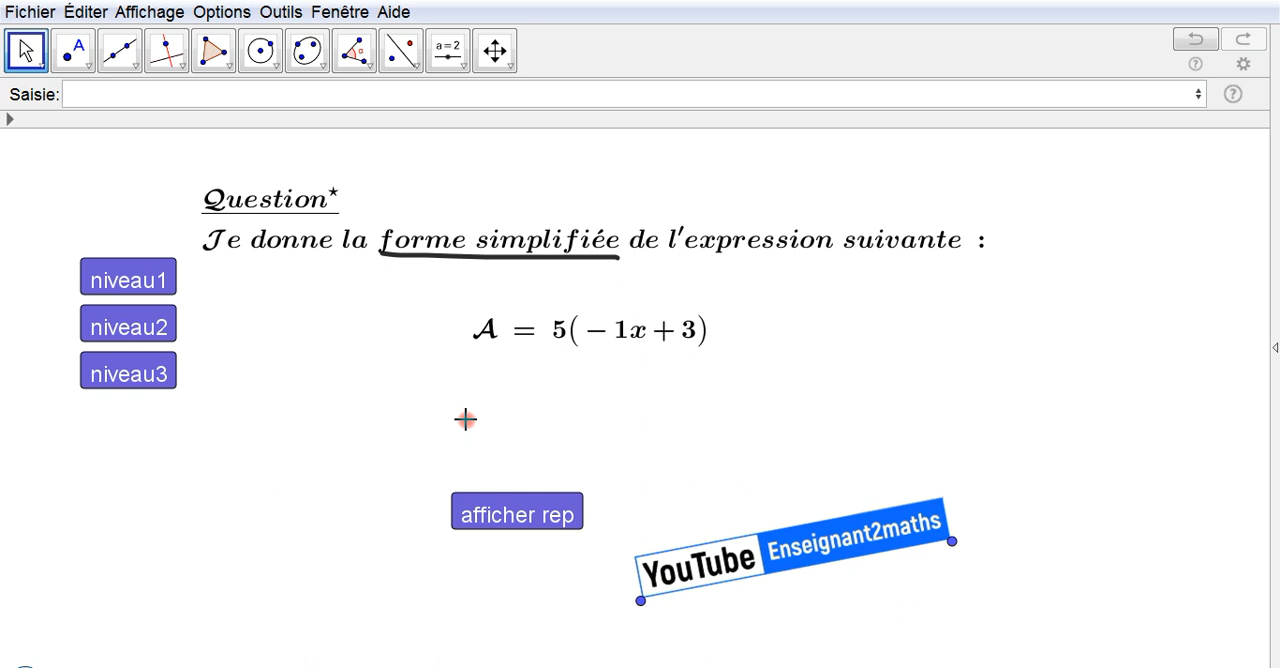 Fichier Éditer Affichage Options Outils Fenêtre Aide
A
a=2
Saisie:
Question*
Je donne la forme simplifiée de l'expression suivante :
niveau1
niveau2
niveau3
A = 5(-1x+3)
afficher rep
YouTube Enseignant2maths